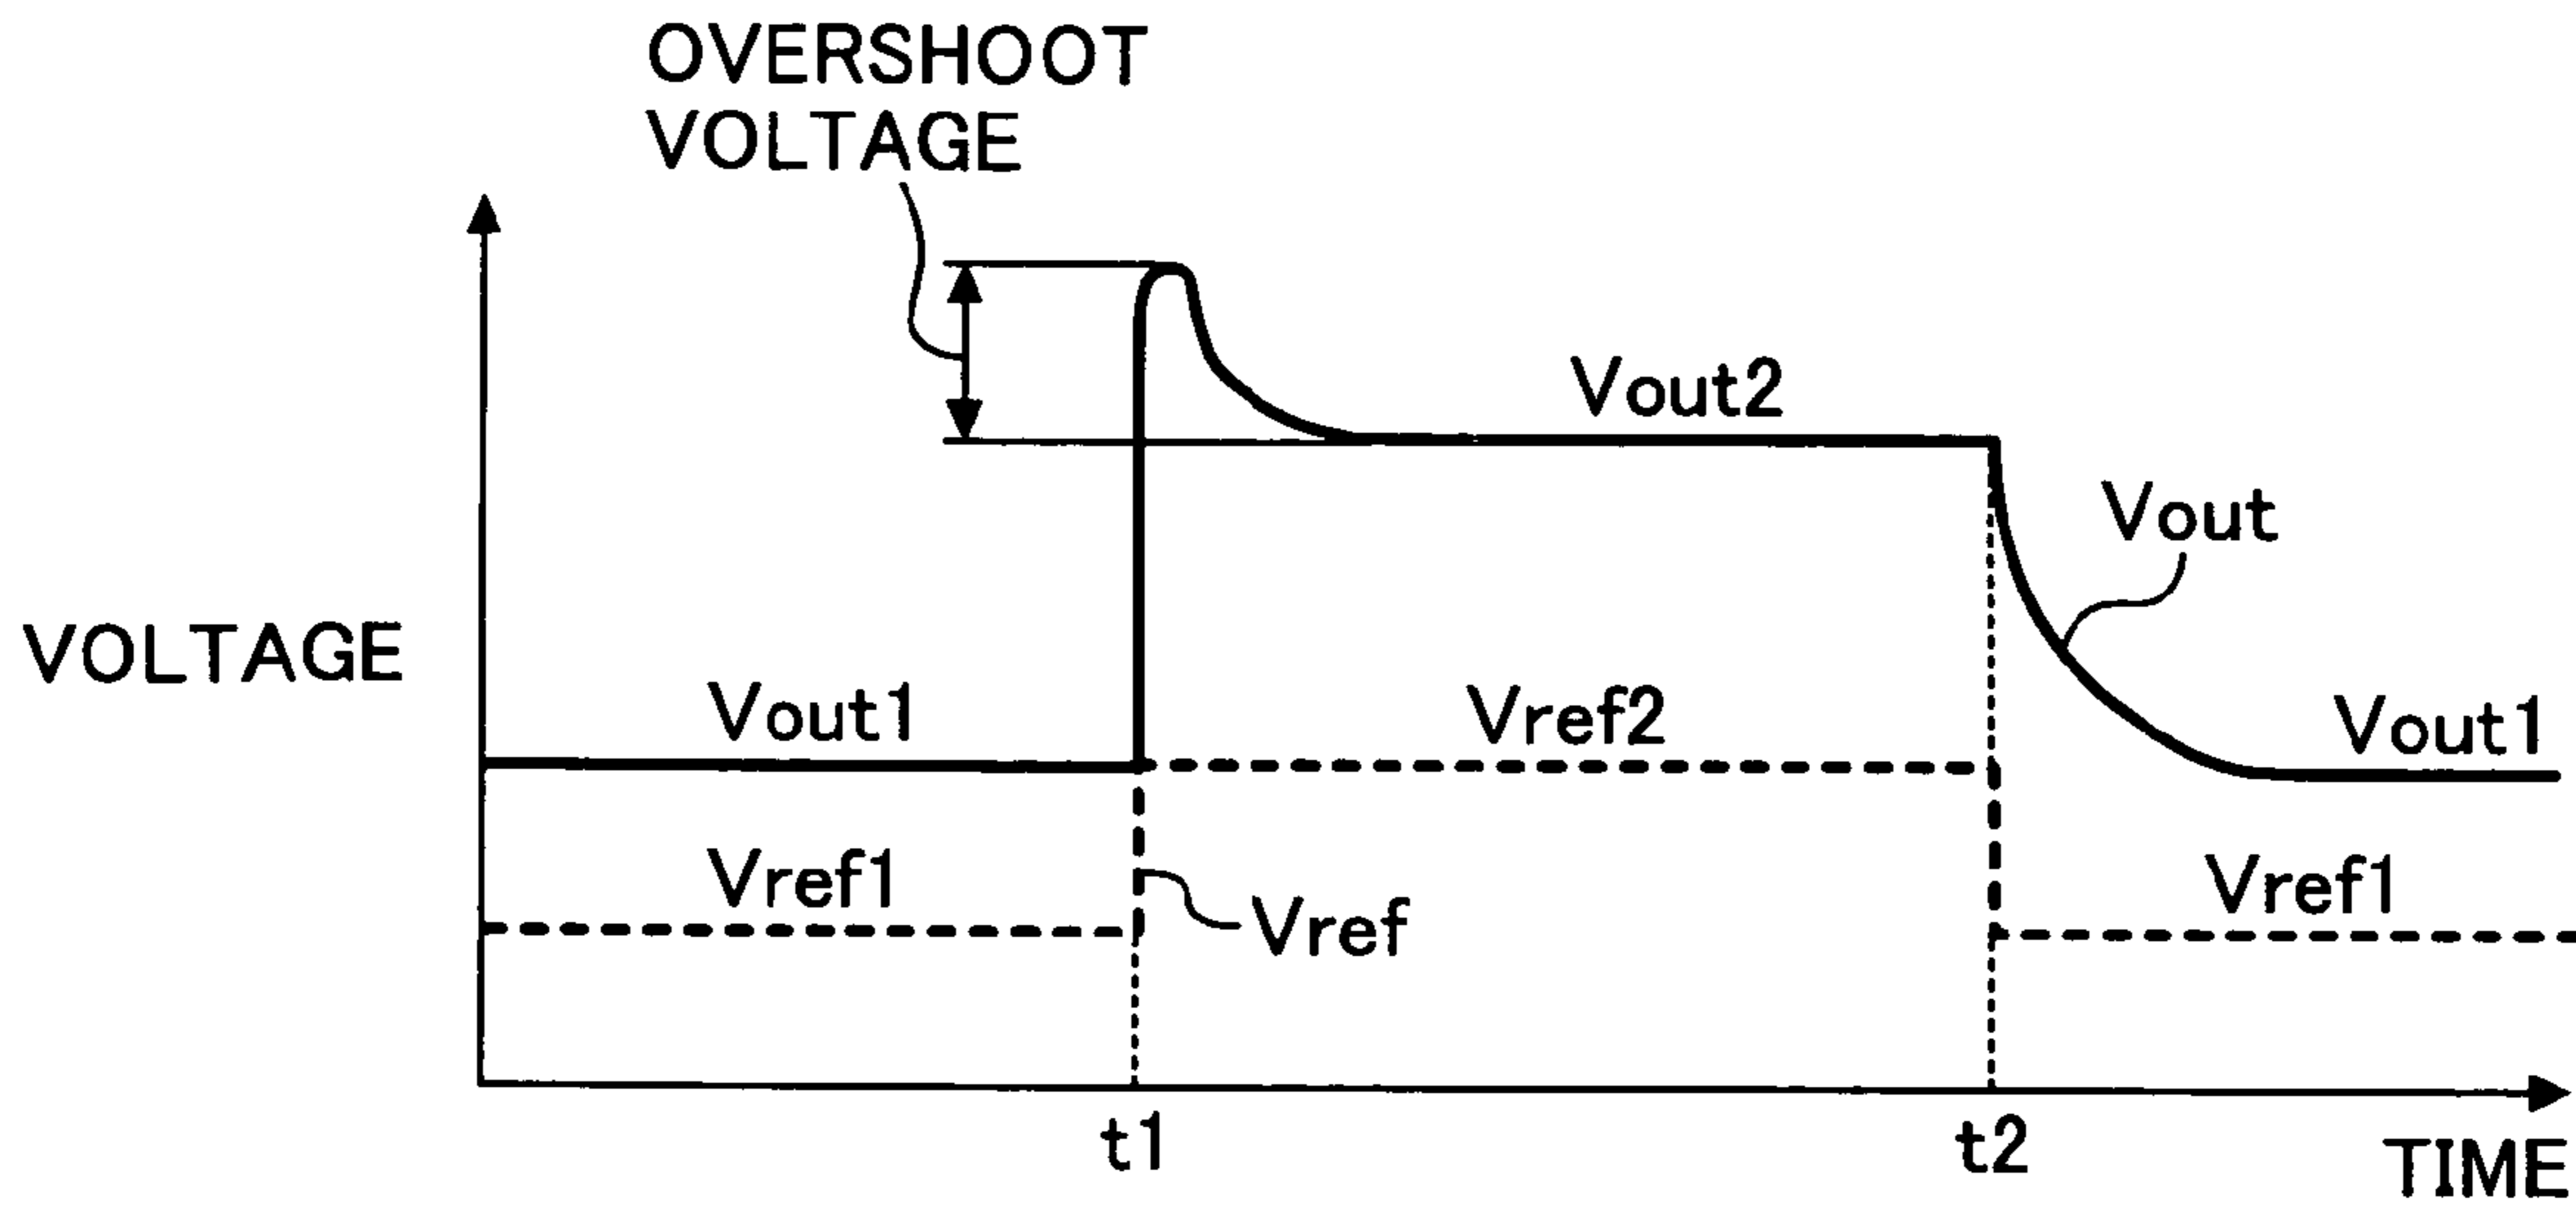 OVERSHOOT
VOLTAGE
Vout2
Vout
VOLTAGE
Vout1
Vref2
Vout1
Vref1
Vref
Vref1
t1
t2
TIME